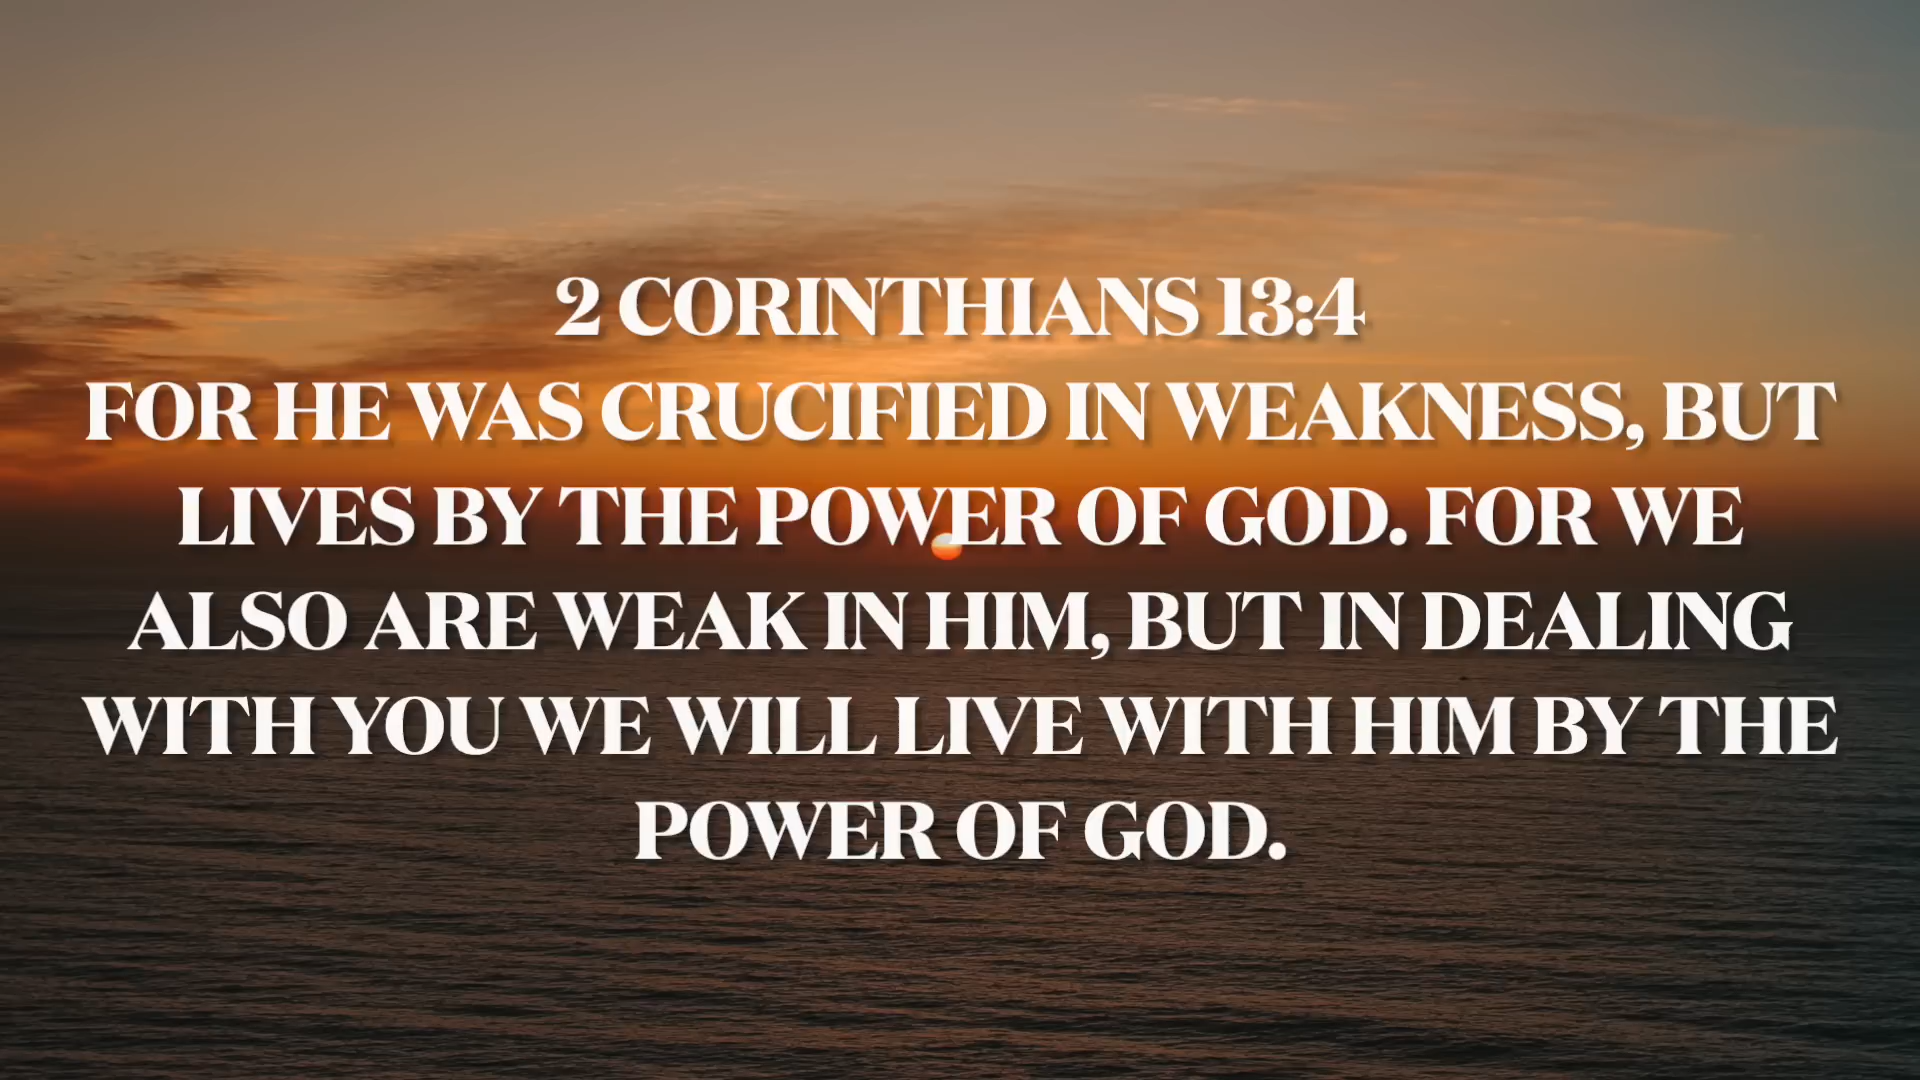 2 CORINTHIANS 13:4
FOR HE WAS CRUCIFIED IN WEAKNESS, BUT
LIVES BY THE POWER OF GOD. FOR WE
ALSO ARE WEAK IN HIM, BUT IN DEALING
WITH YOU WE WILL LIVE WITH HIM BY THE
POWER OF GOD.